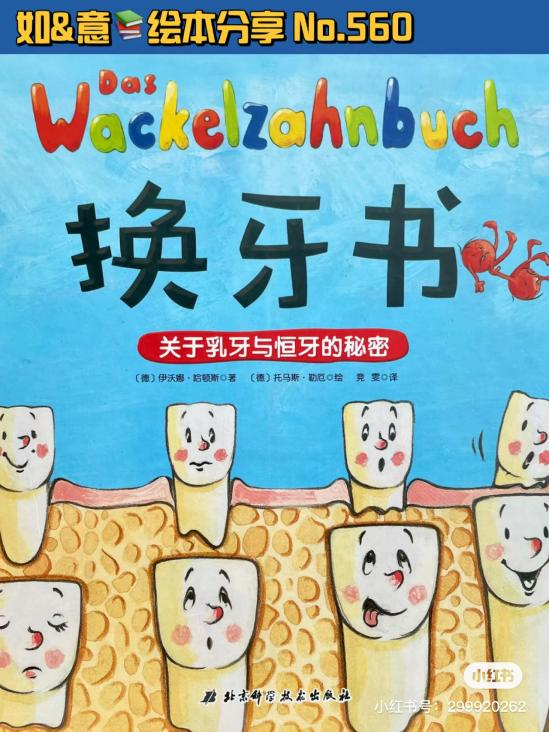 如&意📚绘本分享 No.560
Das
Wackelzahnbuch
换牙书
关于乳牙与恒牙的秘密
〔德〕伊沃娜·哈顿斯◎著 〔德〕托马斯·勒厄◎绘 竞 雯◎译
北京科学技术出版社
小红书
小红书号：299920262